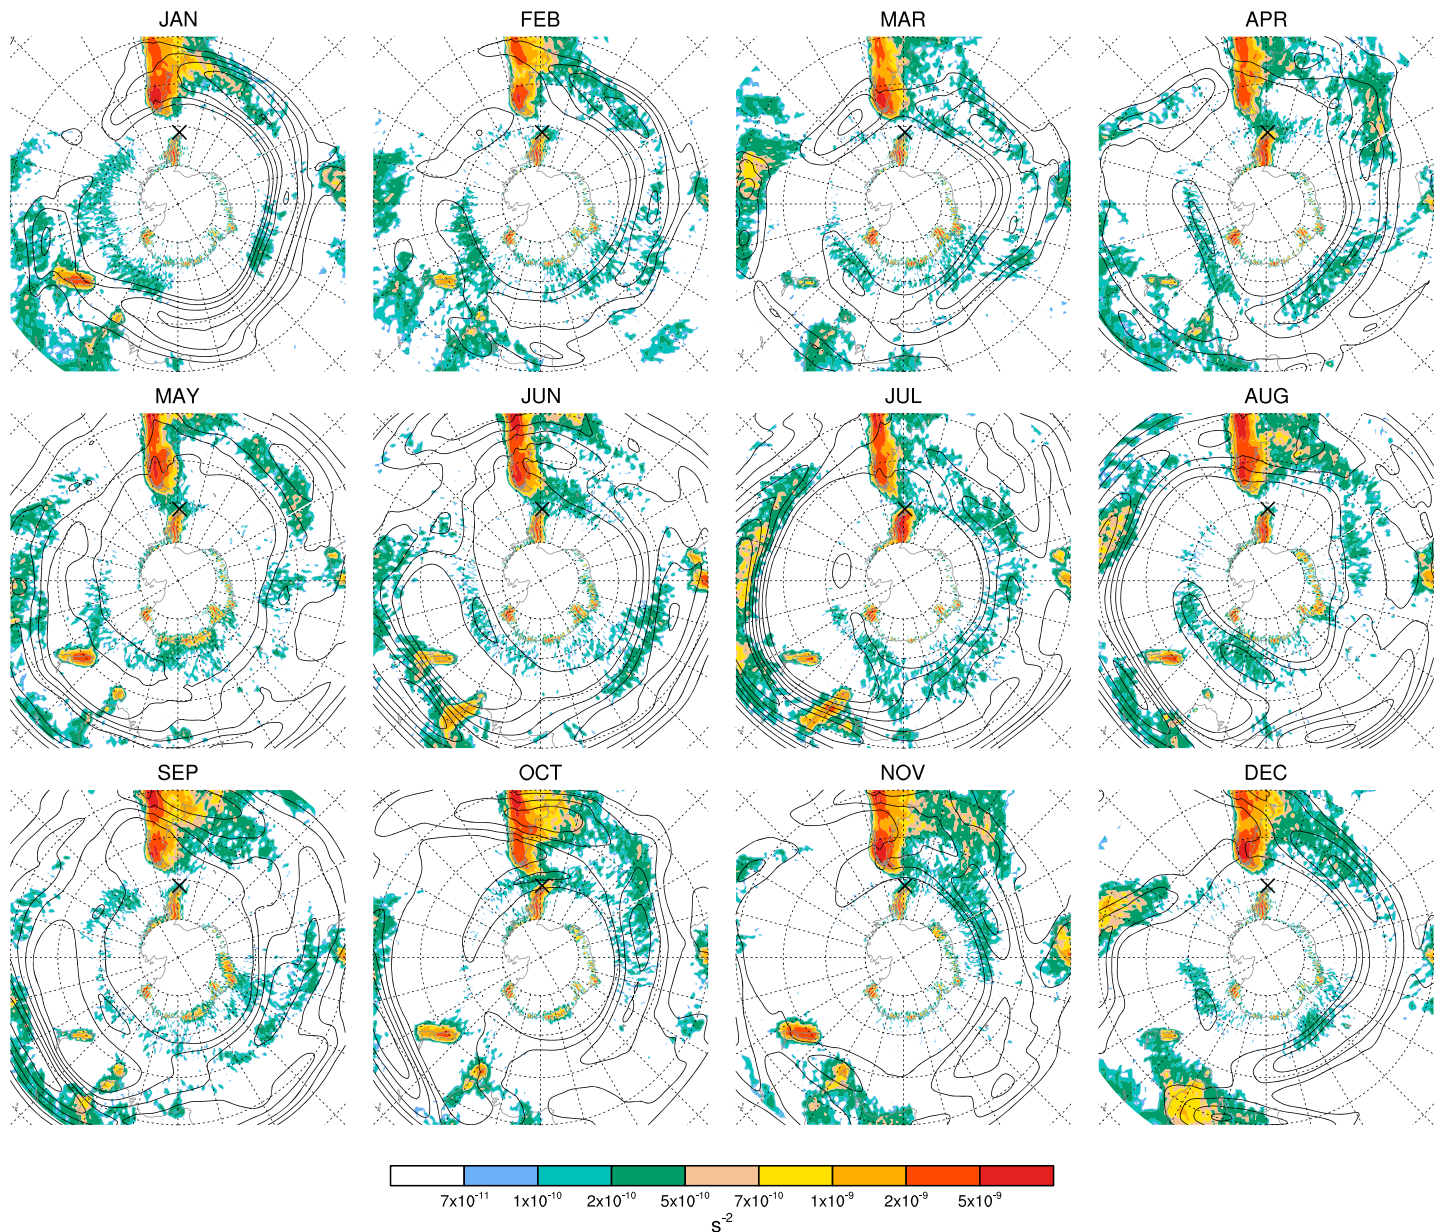 JAN FEB MAR APR
MAY JUN JUL AUG
SEP OCT NOV DEC
7x10⁻¹¹ 1x10⁻¹⁰ 2x10⁻¹⁰ 5x10⁻¹⁰ 7x10⁻¹⁰ 1x10⁻⁹ 2x10⁻⁹ 5x10⁻⁹
s⁻²